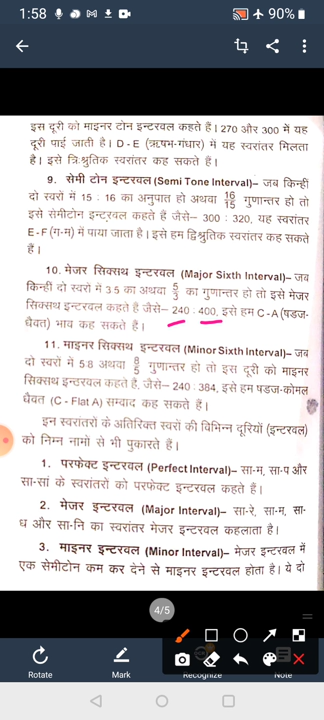 1:58
90%
इस दूरी को माइनर टोन इन्टरवल कहते हैं। 270 और 300 में यह
दूरी पाई जाती है। D-E (ऋषभ-गंधार) में यह स्वरांतर मिलता
है। इसे त्रिःश्रुतिक स्वरांतर कह सकते हैं।
9. सेमी टोन इन्टरवल (Semi Tone Interval)– जब किन्हीं
दो स्वरों में 15 : 16 का अनुपात हो अथवा 16/15 गुणान्तर हो तो
इसे सेमीटोन इन्टरवल कहते हैं जैसे– 300 : 320, यह स्वरांतर
E-F (ग-म) में पाया जाता है। इसे हम द्विश्रुतिक स्वरांतर कह सकते
हैं।
10. मेजर सिक्सथ इन्टरवल (Major Sixth Interval)– जब
किन्हीं दो स्वरों में 3:5 का अथवा 5/3 का गुणान्तर हो तो इसे मेजर
सिक्सथ इन्टरवल कहते हैं जैसे– 240 : 400, इसे हम C-A (षडज-
धैवत) भाव कह सकते हैं।
11. माइनर सिक्सथ इन्टरवल (Minor Sixth Interval)– जब
दो स्वरों में 5:8 अथवा 8/5 गुणान्तर हो तो इस दूरी को माइनर
सिक्सथ इन्टरवल कहते हैं, जैसे– 240 : 384, इसे हम षडज-कोमल
धैवत (C - Flat A) सम्वाद कह सकते हैं।
इन स्वरांतरों के अतिरिक्त स्वरों की विभिन्न दूरियों (इन्टरवल)
को निम्न नामों से भी पुकारते हैं।
1. परफेक्ट इन्टरवल (Perfect Interval)– सा-म, सा-प और
सा-सां के स्वरांतरों को परफेक्ट इन्टरवल कहते हैं।
2. मेजर इन्टरवल (Major Interval)– सा-रे, सा-म, सा-
ध और सा-नि का स्वरांतर मेजर इन्टरवल कहलाता है।
3. माइनर इन्टरवल (Minor Interval)– मेजर इन्टरवल में
एक सेमीटोन कम कर देने से माइनर इन्टरवल होता है। ये दो
4/5
Rotate
Mark
Recognize
Note